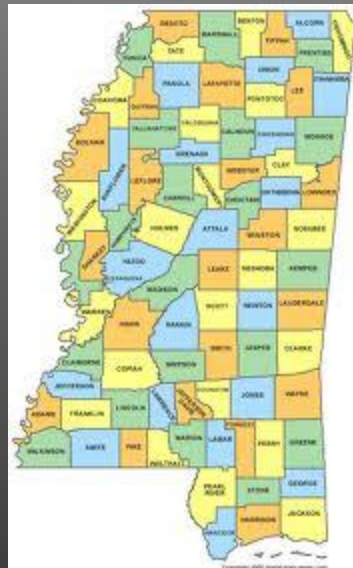 DESOTO
MARSHALL
BENTON
TIPPAH
ALCORN
PRENTISS
TUNICA
TATE
UNION
ITAWAMBA
PANOLA
LAFAYETTE
LEE
COAHOMA
QUITMAN
PONTOTOC
YALOBUSHA
TALLAHATCHIE
CALHOUN
CHICKASAW
MONROE
BOLIVAR
GRENADA
SUNFLOWER
LEFLORE
WEBSTER
CLAY
CARROLL
MONTGOMERY
CHOCTAW
OKTIBBEHA
LOWNDES
WASHINGTON
HUMPHREYS
HOLMES
ATTALA
WINSTON
NOXUBEE
SHARKEY
YAZOO
ISSAQUENA
LEAKE
NESHOBA
KEMPER
MADISON
WARREN
SCOTT
NEWTON
LAUDERDALE
HINDS
RANKIN
SMITH
JASPER
CLARKE
CLAIBORNE
COPIAH
SIMPSON
JEFFERSON
COVINGTON
JONES
WAYNE
ADAMS
FRANKLIN
LINCOLN
LAWRENCE
JEFFERSON
DAVIS
WILKINSON
AMITE
PIKE
WALTHALL
MARION
LAMAR
FORREST
PERRY
GREENE
PEARL
RIVER
STONE
GEORGE
HANCOCK
HARRISON
JACKSON